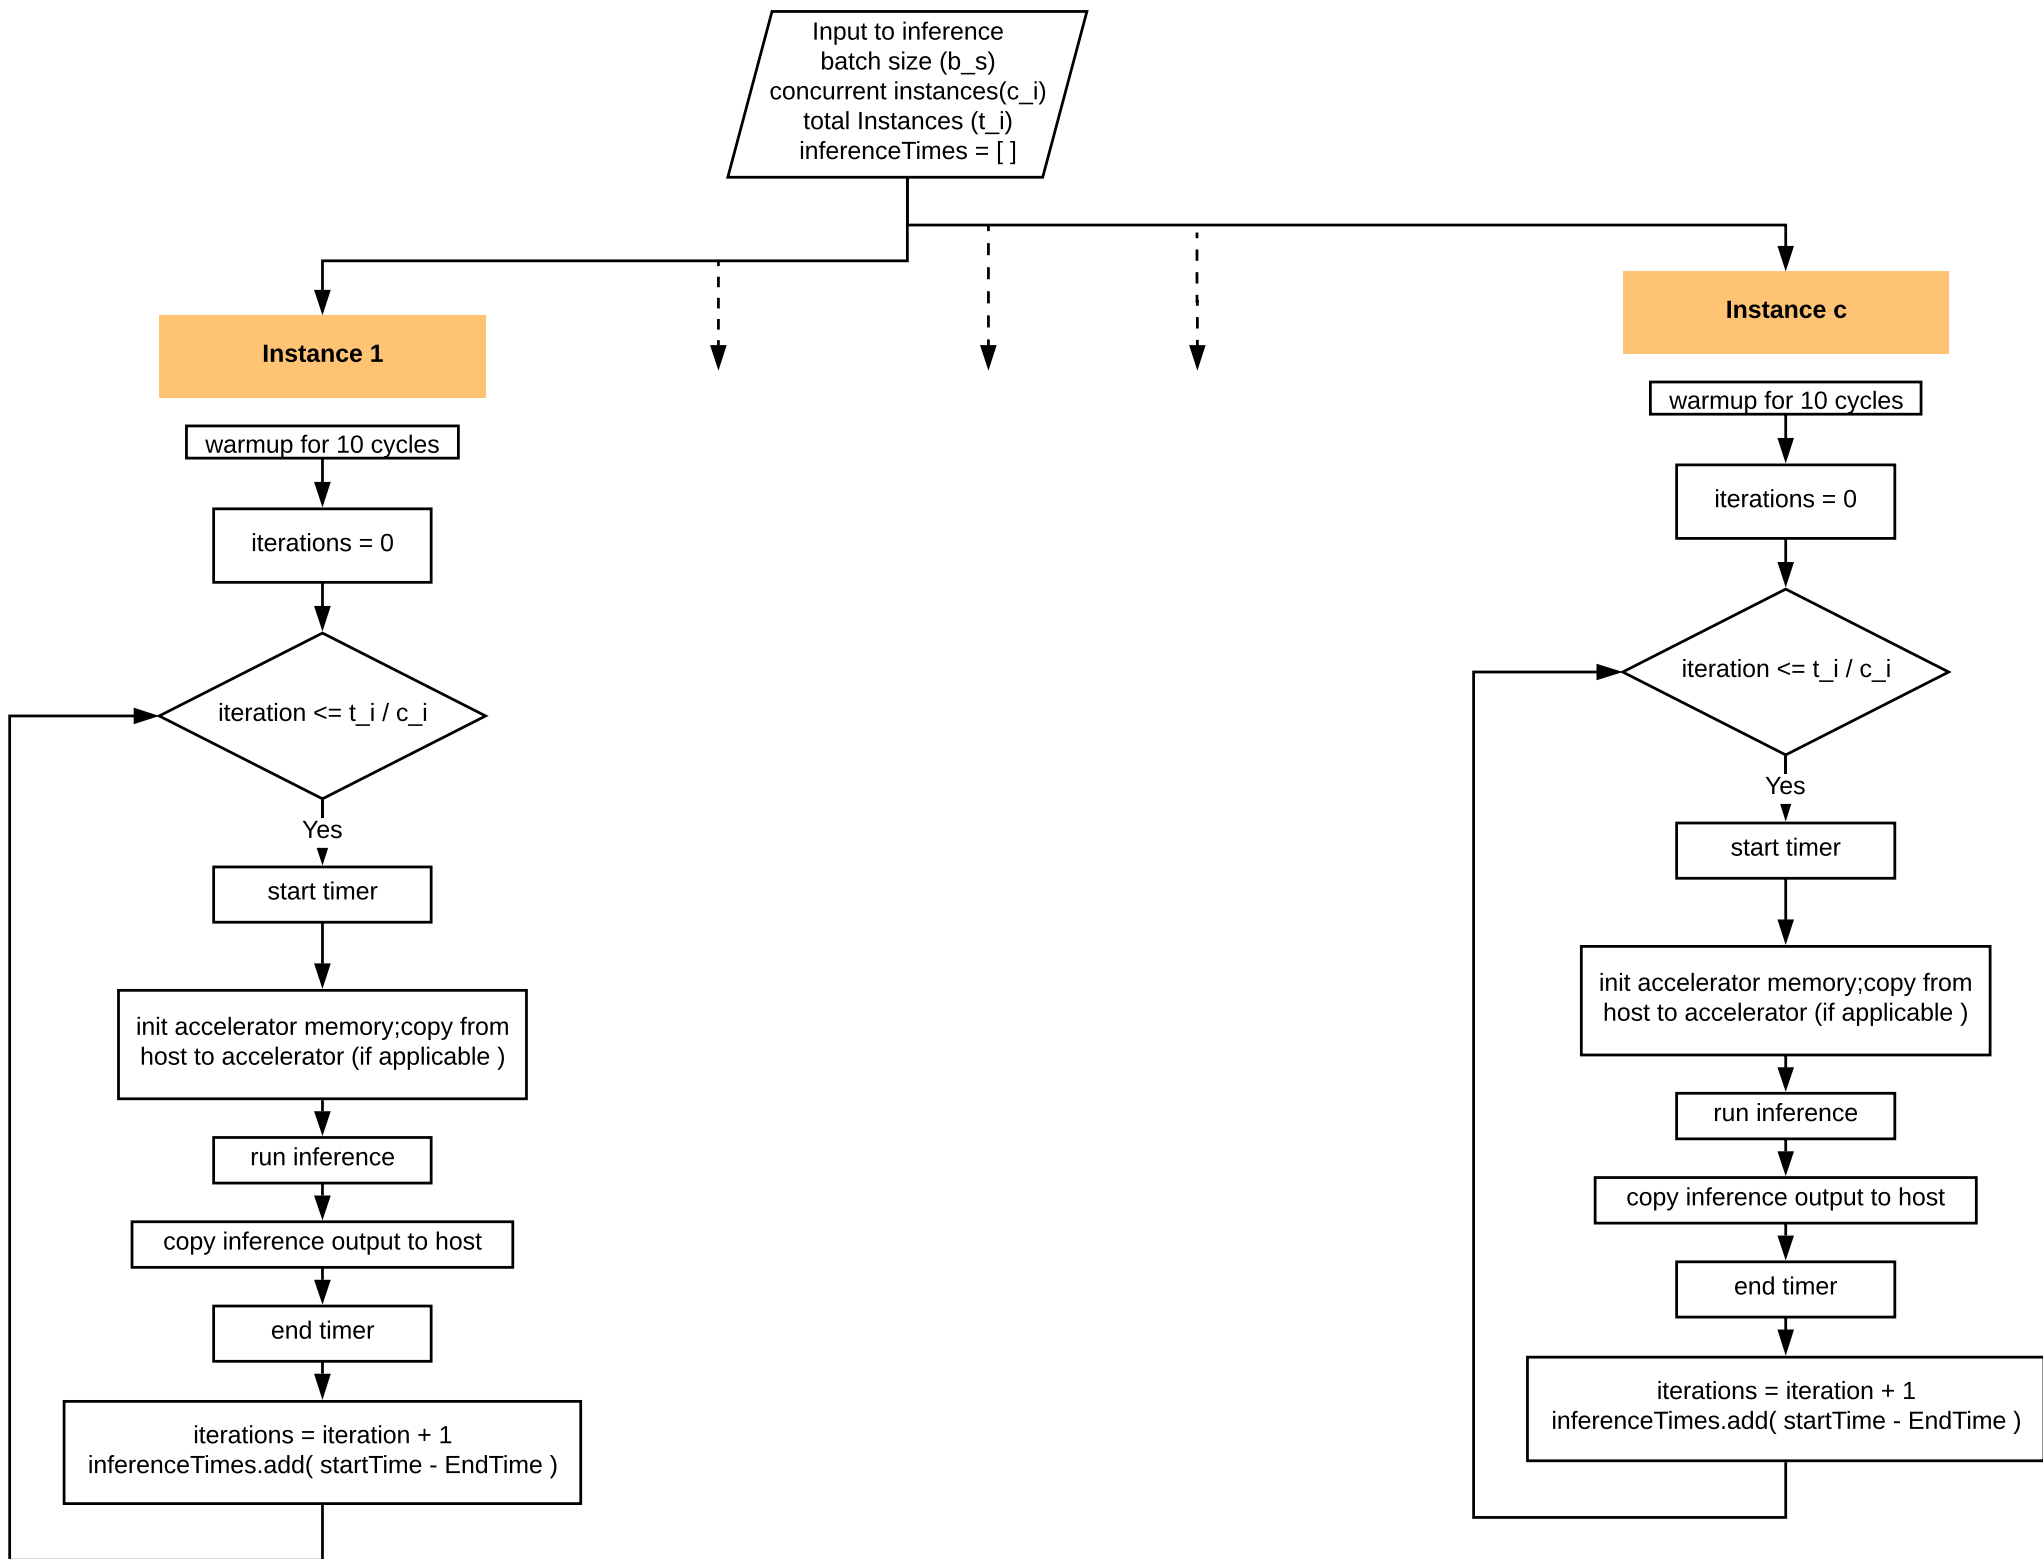 Input to inference
batch size (b_s)
concurrent instances(c_i)
total Instances (t_i)
inferenceTimes = [ ]
Instance 1
warmup for 10 cycles
iterations = 0
iteration <= t_i / c_i
Yes
start timer
init accelerator memory;copy from
host to accelerator (if applicable )
run inference
copy inference output to host
end timer
iterations = iteration + 1
inferenceTimes.add( startTime - EndTime )
Instance c
warmup for 10 cycles
iterations = 0
iteration <= t_i / c_i
Yes
start timer
init accelerator memory;copy from
host to accelerator (if applicable )
run inference
copy inference output to host
end timer
iterations = iteration + 1
inferenceTimes.add( startTime - EndTime )